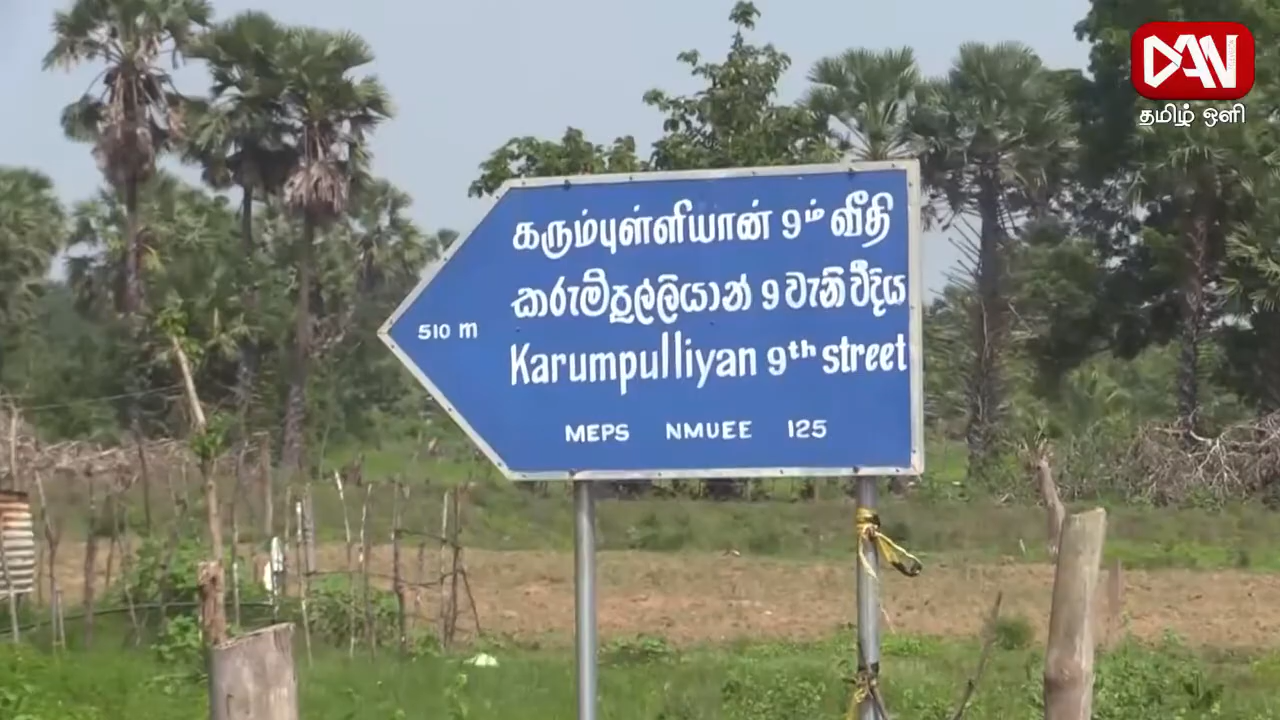 DAN
தமிழ் ஒளி
கரும்புள்ளியான் 9ம் வீதி
කරුම්පුල්ලියාන් 9 වැනි වීදිය
510 m
Karumpulliyan 9th street
MEPS NMUEE 125